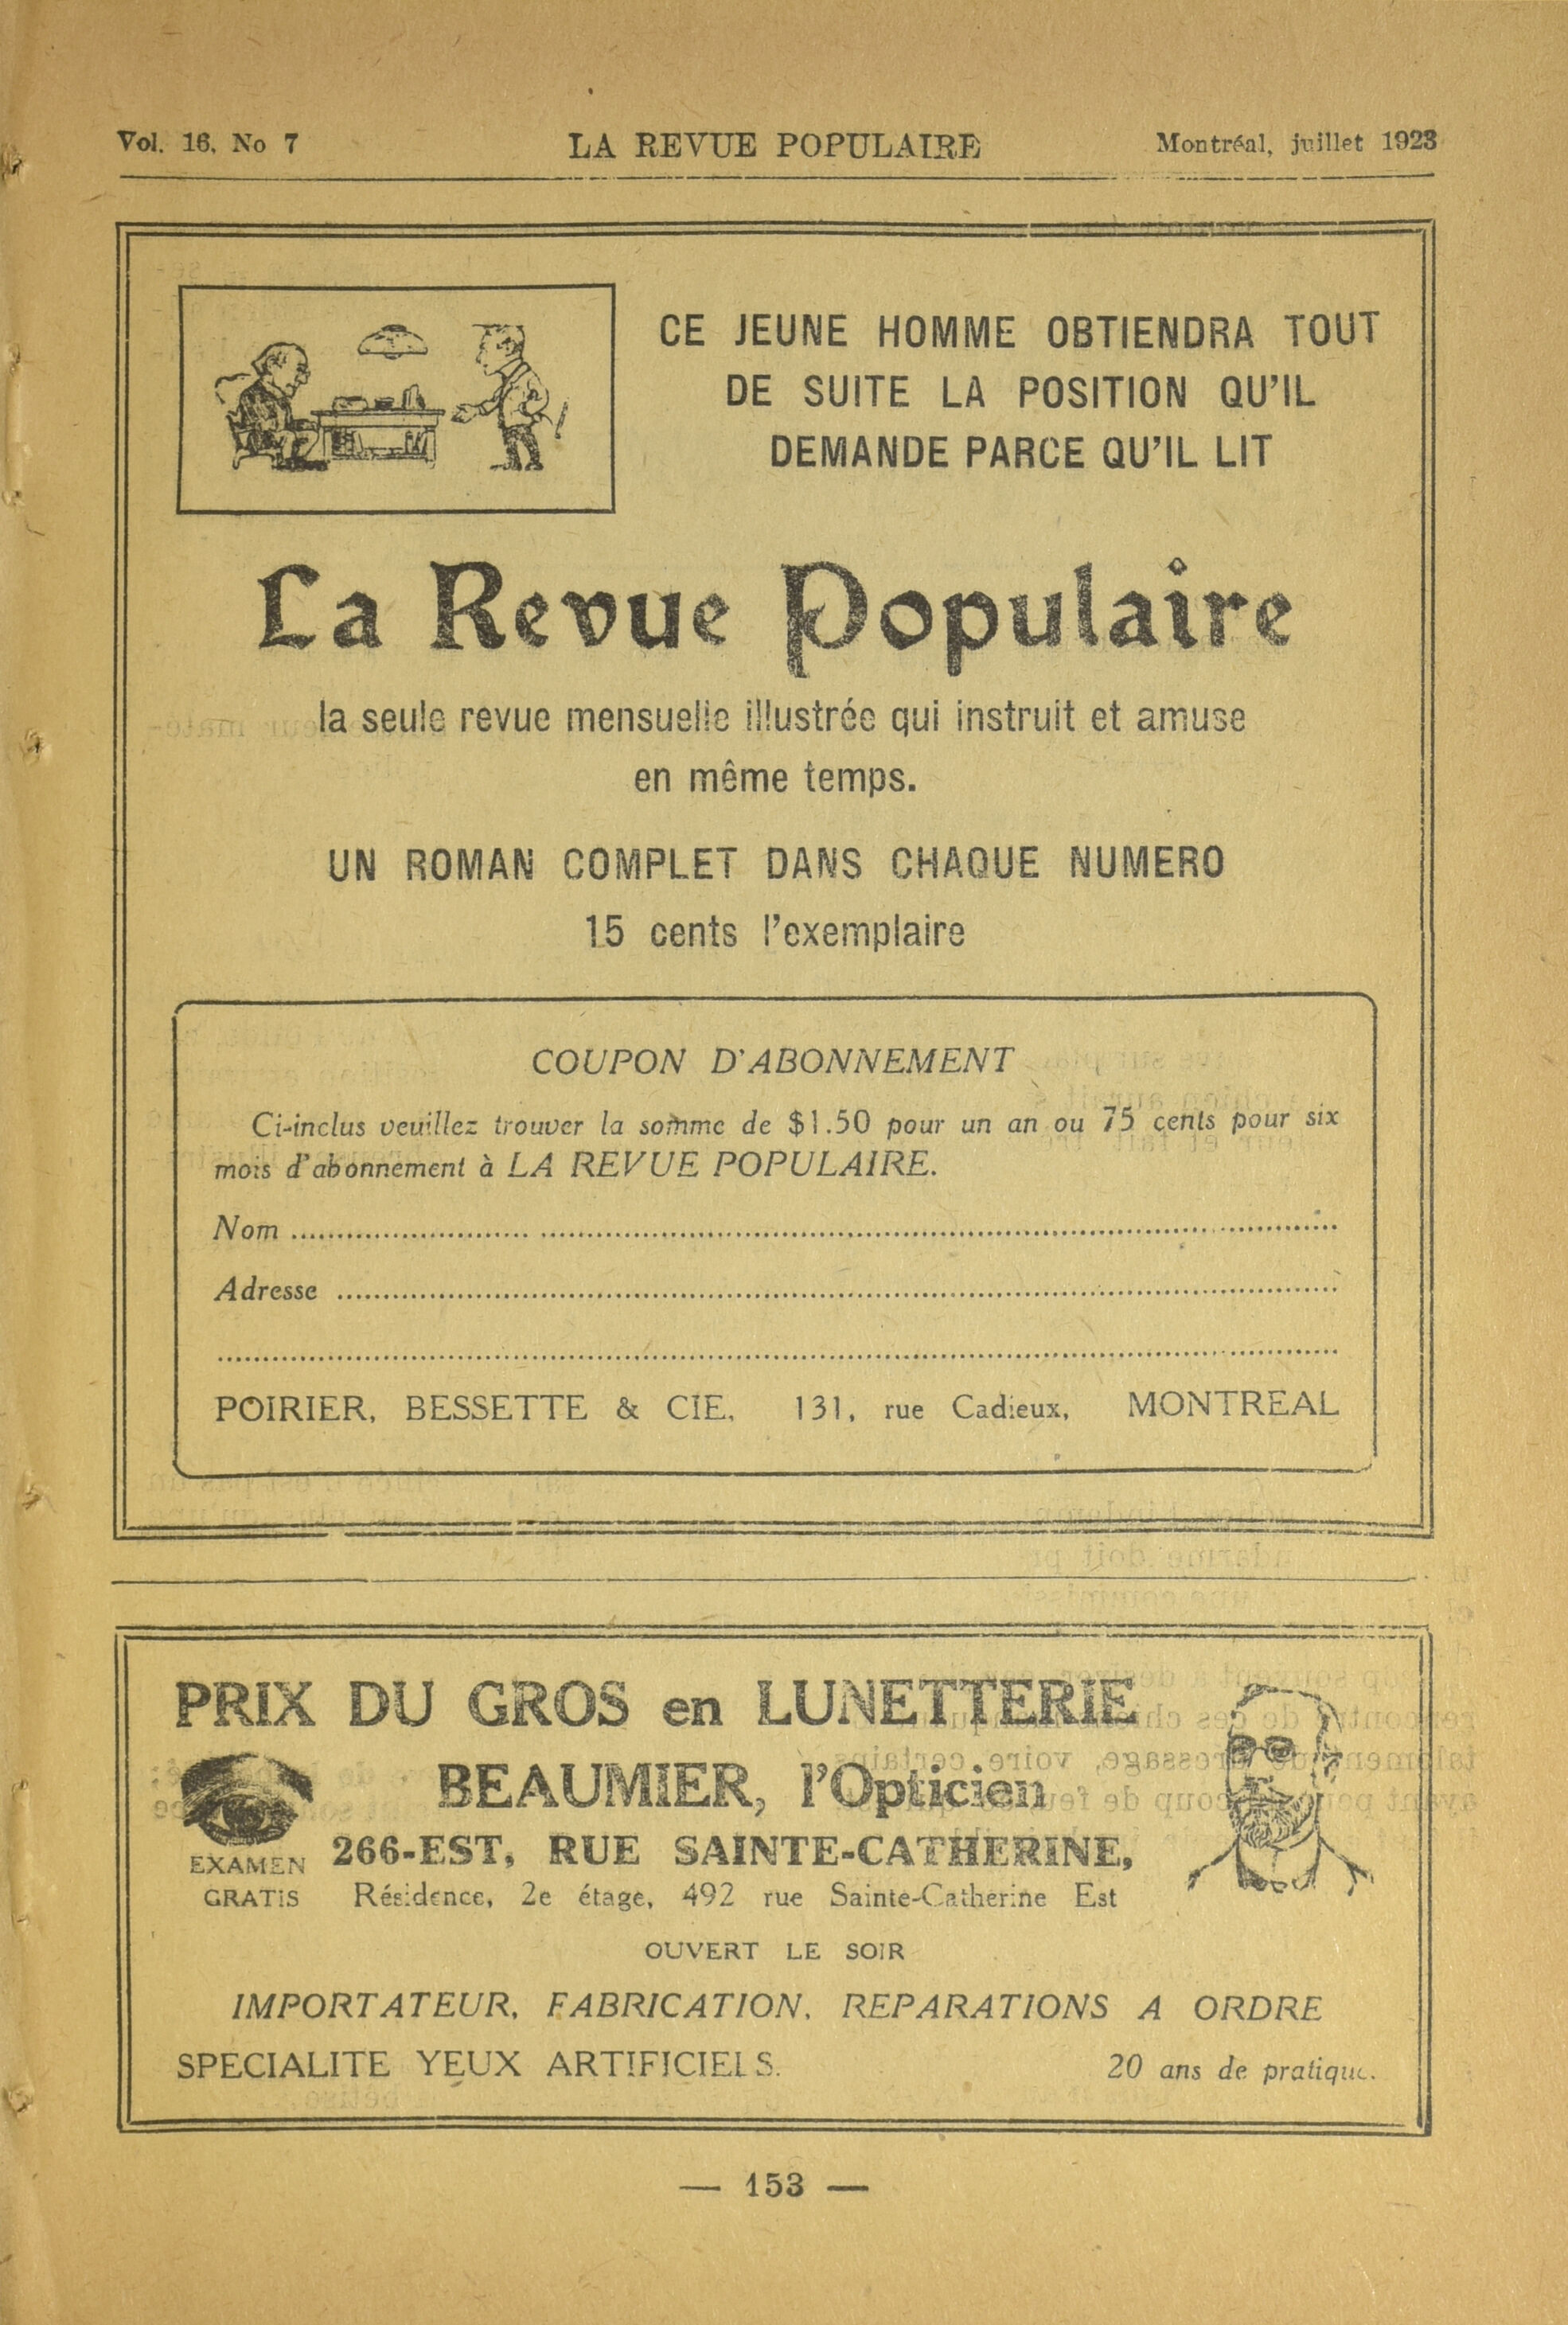 Vol. 16, No 7 LA REVUE POPULAIRE Montréal, juillet 1923
CE JEUNE HOMME OBTIENDRA TOUT
DE SUITE LA POSITION QU'IL
DEMANDE PARCE QU'IL LIT
La Revue Populaire
la seule revue mensuelle illustrée qui instruit et amuse
en même temps.
UN ROMAN COMPLET DANS CHAQUE NUMERO
15 cents l'exemplaire
COUPON D'ABONNEMENT
Ci-inclus veuillez trouver la somme de $1.50 pour un an ou 75 cents pour six
mois d'abonnement à LA REVUE POPULAIRE.
Nom
Adresse
POIRIER, BESSETTE & CIE, 131, rue Cadieux, MONTREAL
PRIX DU GROS en LUNETTERIE
BEAUMIER, l'Opticien
266-EST, RUE SAINTE-CATHERINE,
EXAMEN
GRATIS
Résidence, 2e étage, 492 rue Sainte-Catherine Est
OUVERT LE SOIR
IMPORTATEUR, FABRICATION, REPARATIONS A ORDRE
SPECIALITE YEUX ARTIFICIELS. 20 ans de pratique.
— 153 —